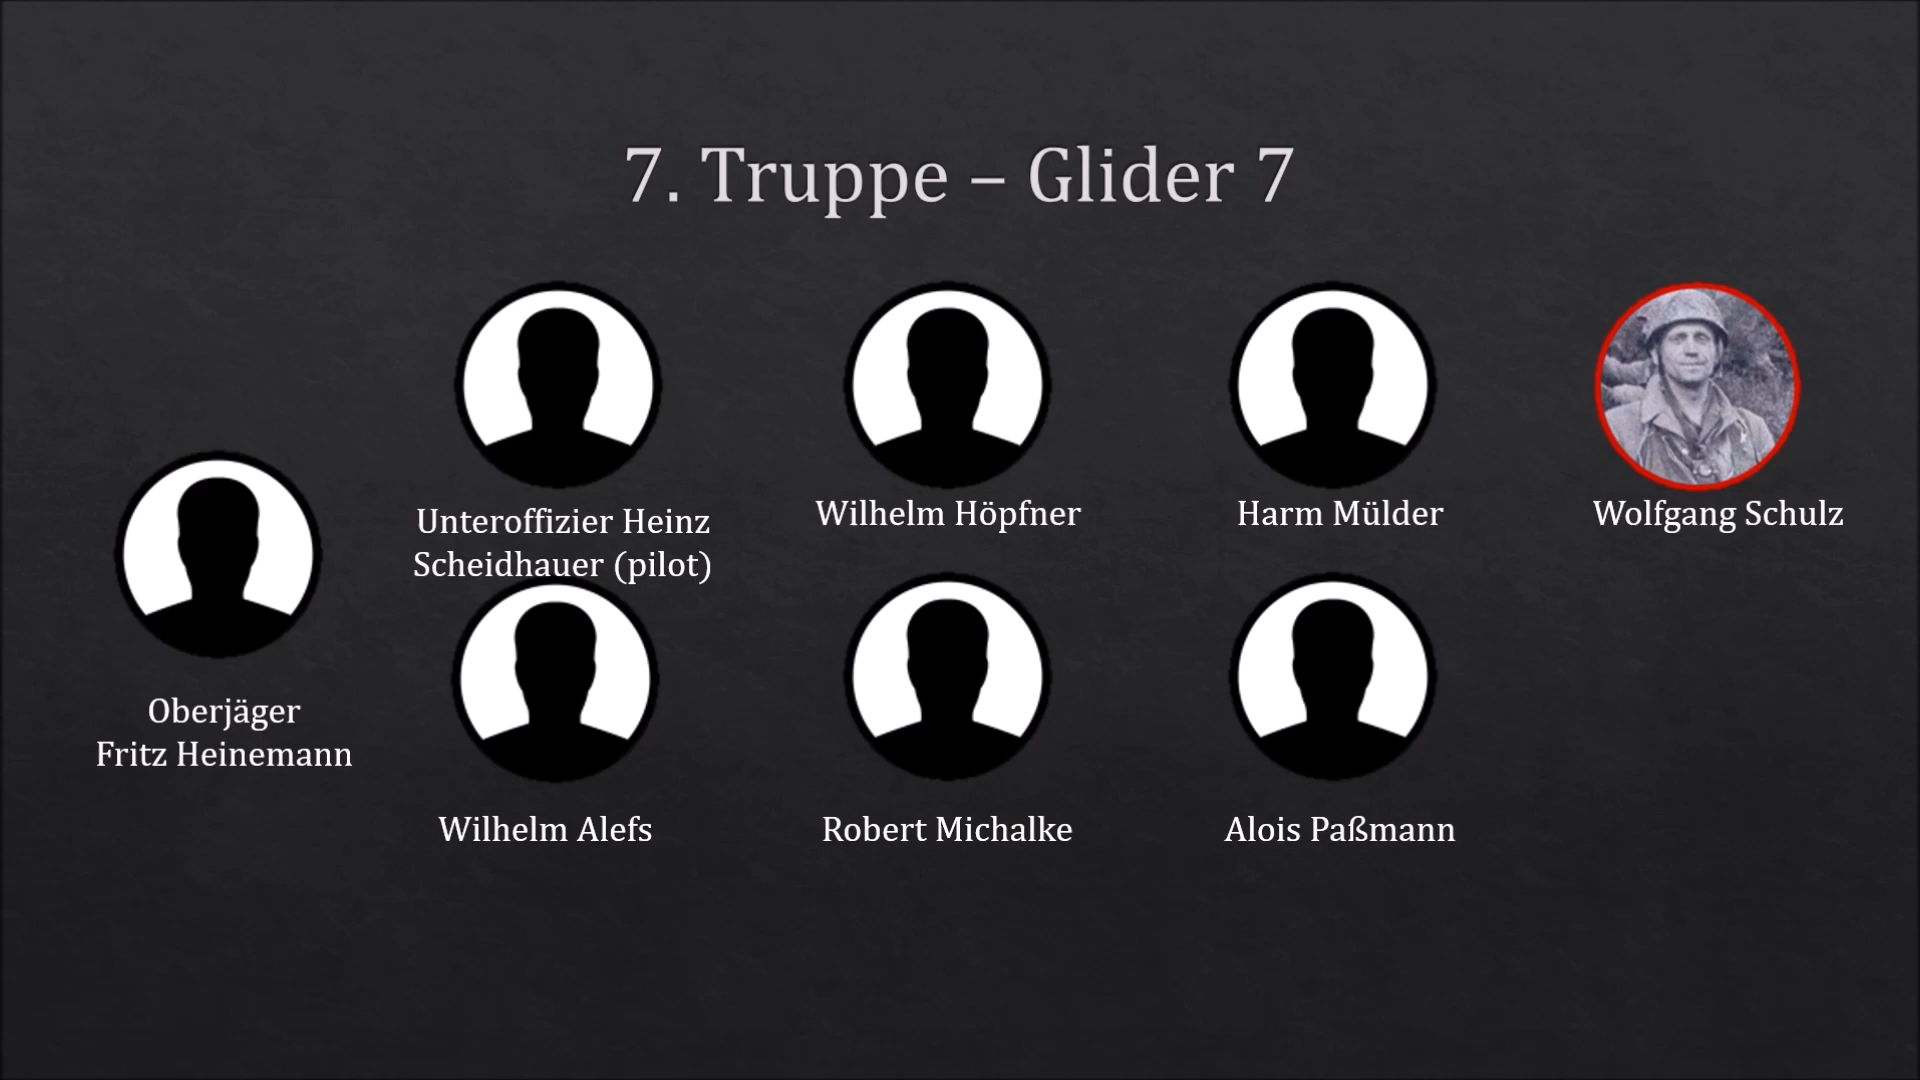 7. Truppe – Glider 7
Oberjäger
Fritz Heinemann
Unteroffizier Heinz
Scheidhauer (pilot)
Wilhelm Höpfner
Harm Mülder
Wolfgang Schulz
Wilhelm Alefs
Robert Michalke
Alois Paßmann